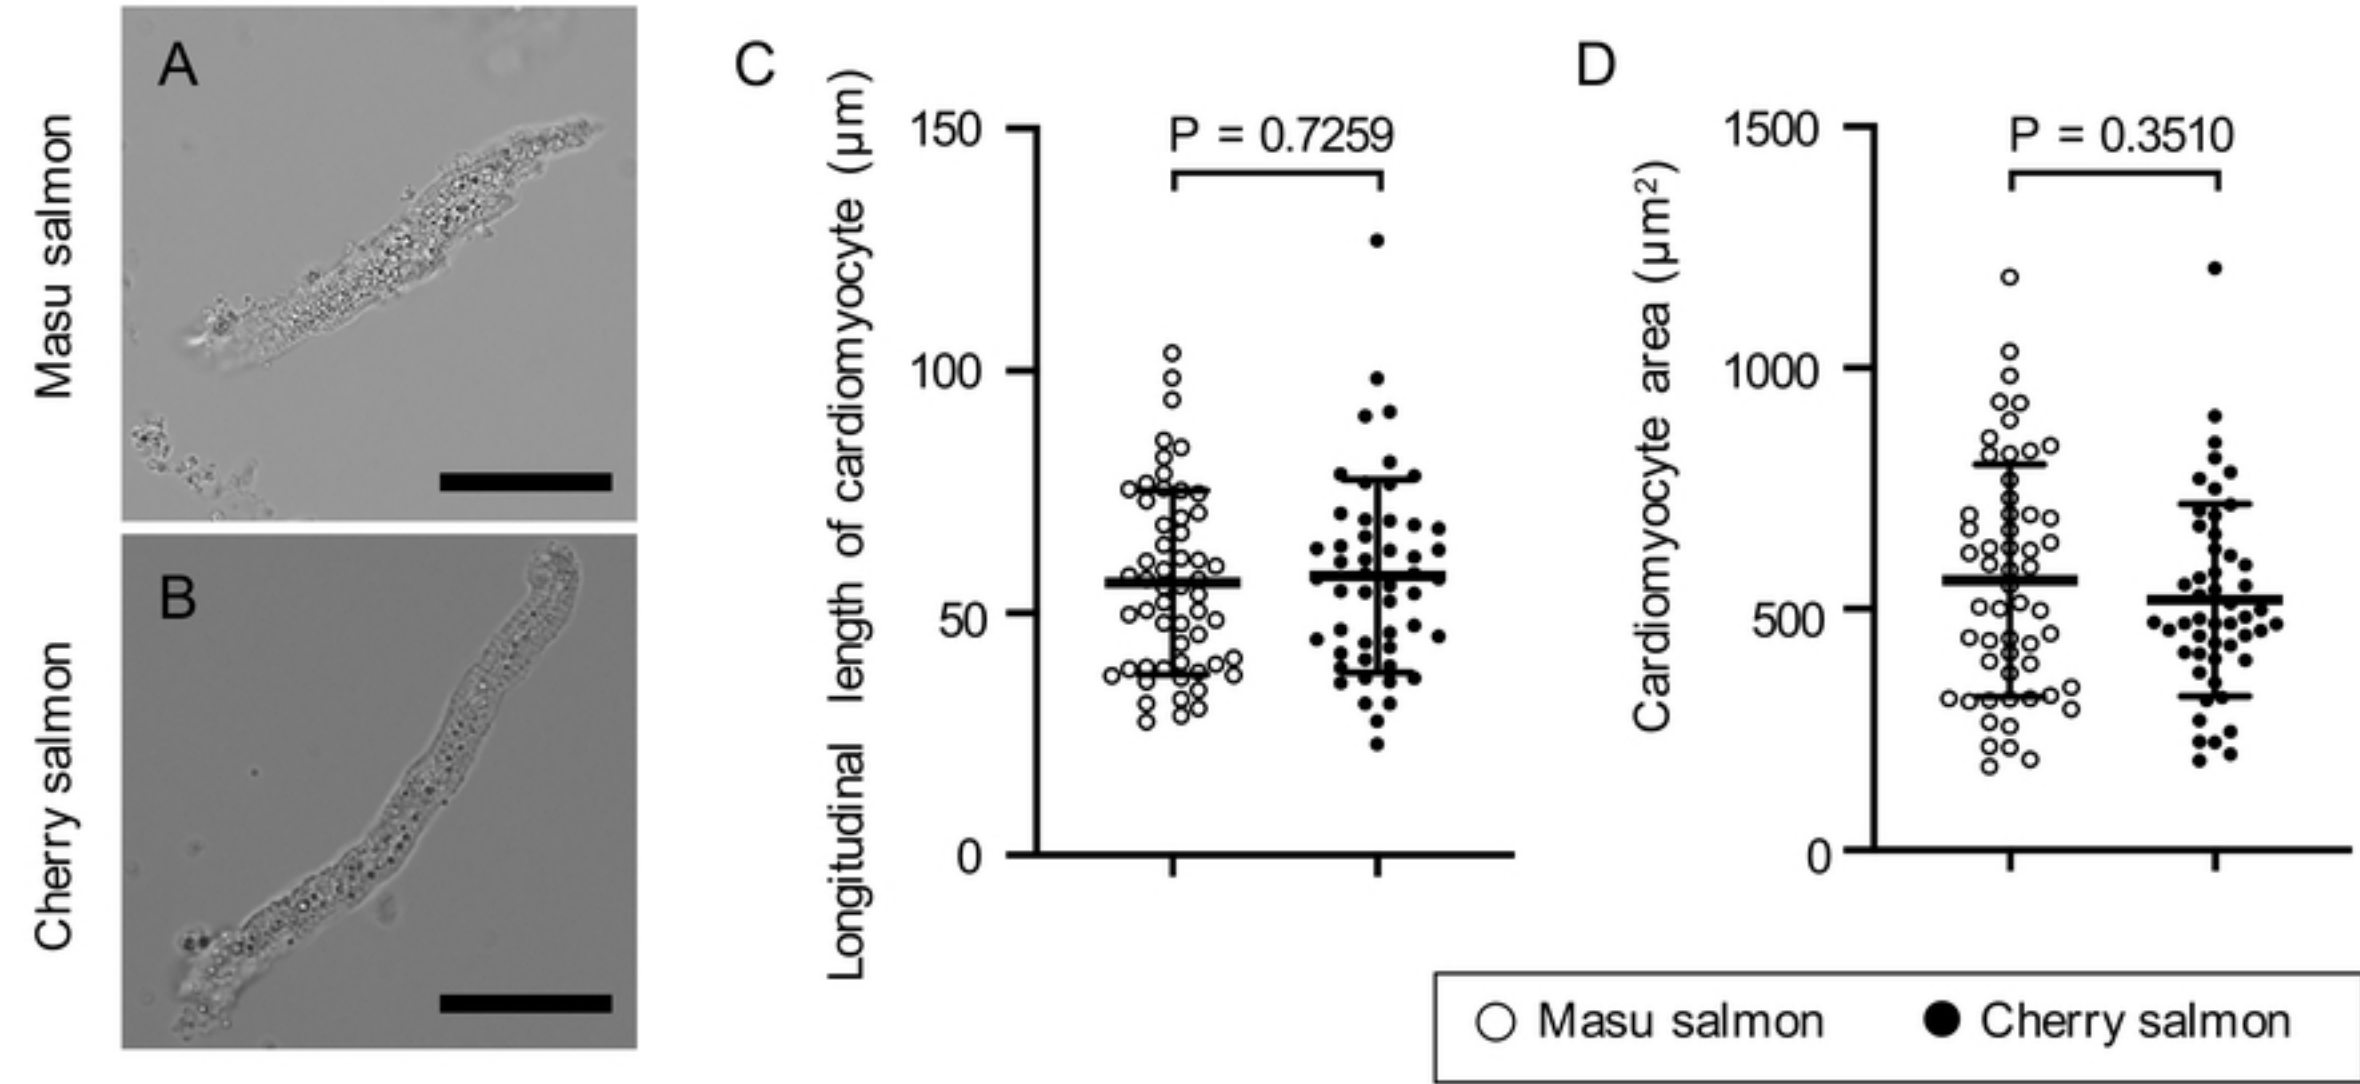 A
Masu salmon
B
Cherry salmon
C
Longitudinal length of cardiomyocyte (µm)
150
100
50
0
P = 0.7259
D
Cardiomyocyte area (µm²)
1500
1000
500
0
P = 0.3510
Masu salmon
Cherry salmon